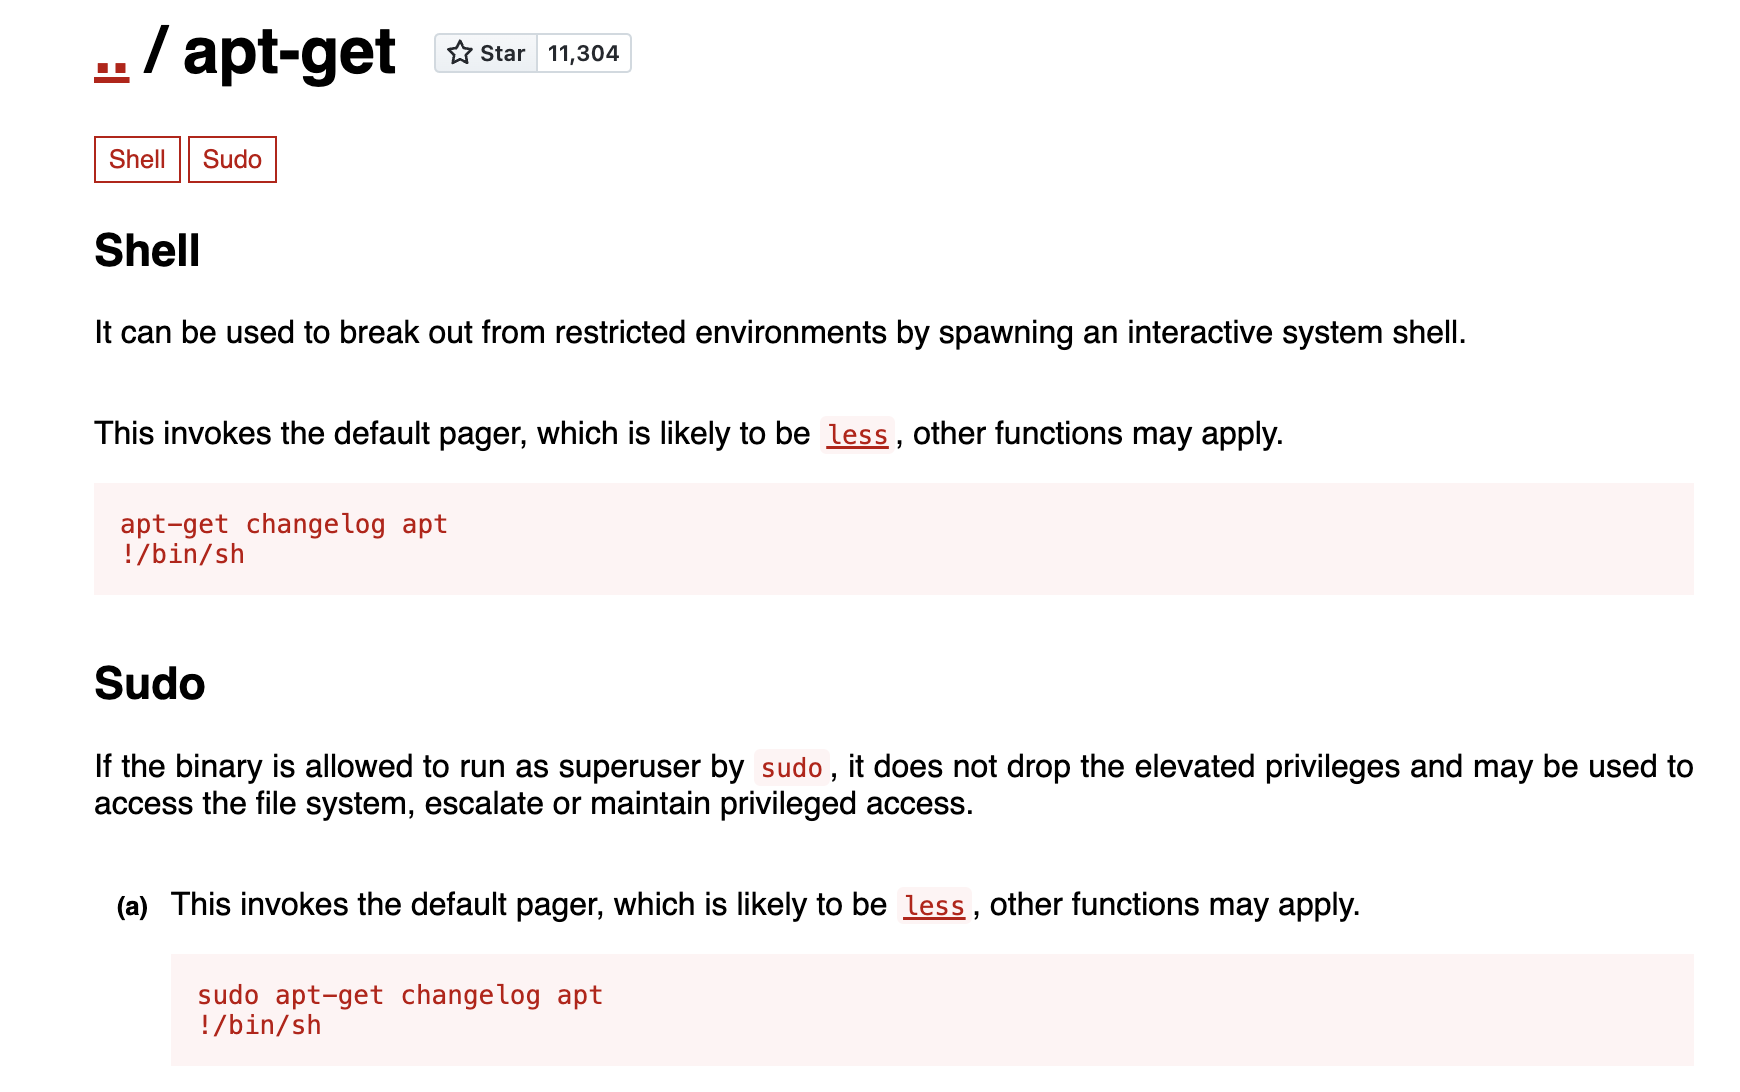 .. / apt-get
Star 11,304
Shell Sudo
Shell
It can be used to break out from restricted environments by spawning an interactive system shell.
This invokes the default pager, which is likely to be less, other functions may apply.
apt-get changelog apt
!/bin/sh
Sudo
If the binary is allowed to run as superuser by sudo, it does not drop the elevated privileges and may be used to
access the file system, escalate or maintain privileged access.
(a) This invokes the default pager, which is likely to be less, other functions may apply.
sudo apt-get changelog apt
!/bin/sh